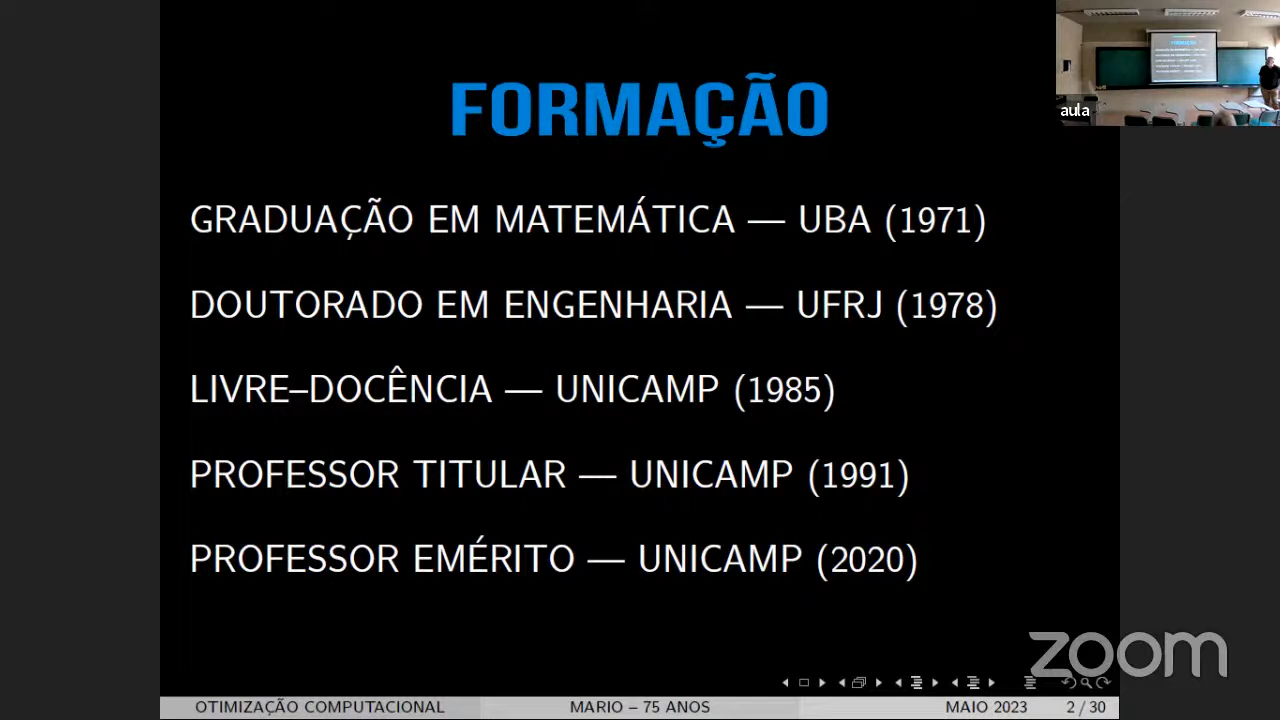 FORMAÇÃO
aula
GRADUAÇÃO EM MATEMÁTICA — UBA (1971)
DOUTORADO EM ENGENHARIA — UFRJ (1978)
LIVRE–DOCÊNCIA — UNICAMP (1985)
PROFESSOR TITULAR — UNICAMP (1991)
PROFESSOR EMÉRITO — UNICAMP (2020)
zoom
OTIMIZAÇÃO COMPUTACIONAL MARIO – 75 ANOS MAIO 2023 2 / 30